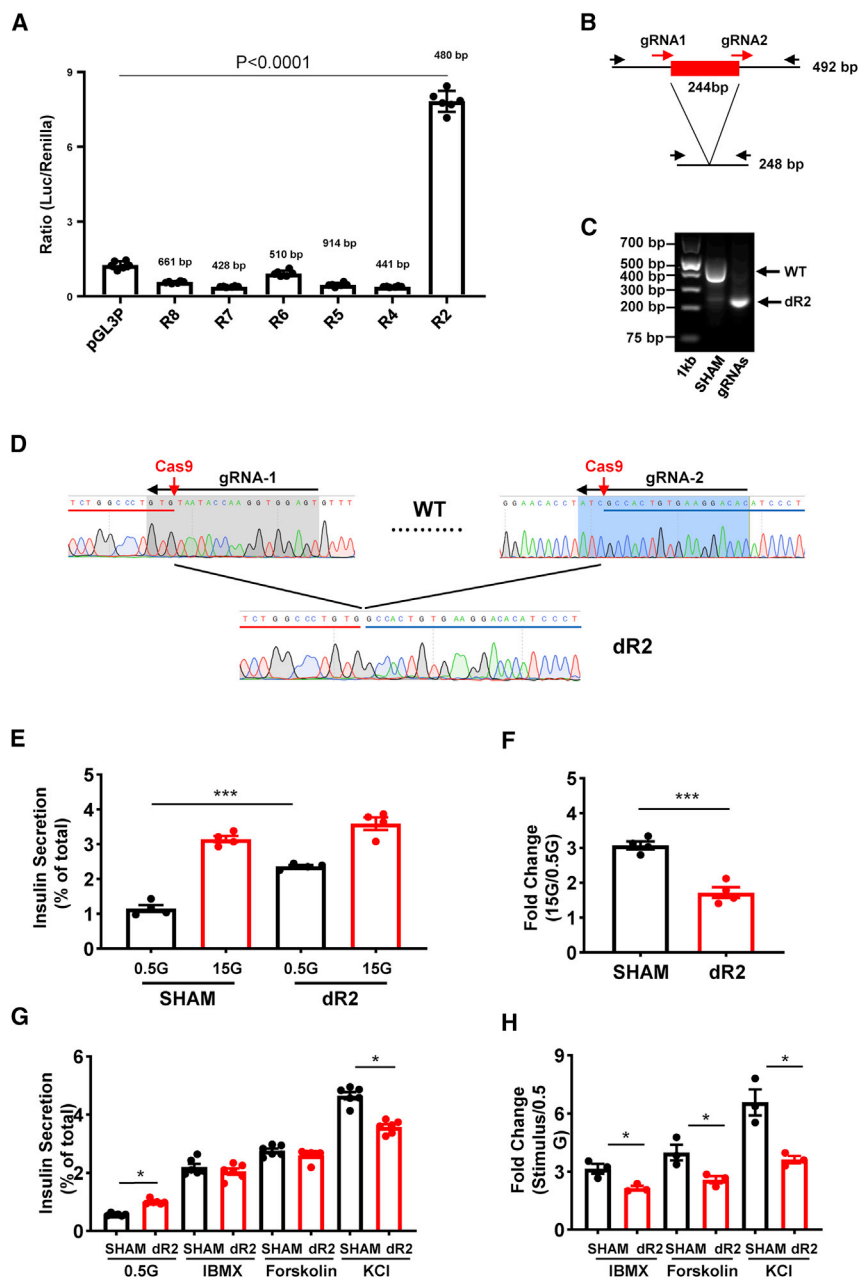 A
P<0.0001
480 bp
9
6
3
0
Ratio (Luc/Renilla)
661 bp
428 bp
510 bp
914 bp
441 bp
pGL3P
R8
R7
R6
R5
R4
R2
B
gRNA1
gRNA2
492 bp
244bp
248 bp
C
700 bp
500 bp
400 bp
300 bp
200 bp
75 bp
WT
dR2
1kb
SHAM
gRNAs
D
Cas9
gRNA-1
TCTGGCCCTGTGTAATACCAAGGTGGAGTGTTT
WT
Cas9
gRNA-2
GGAACACCTATCGCCACTGTGAAGGACACATCCCT
TCTGGCCCTGTGGCCACTGTGAAGGACACATCCCT
dR2
E
Insulin Secretion
(% of total)
5
4
3
2
1
0
***
0.5G
15G
0.5G
15G
SHAM
dR2
F
Fold Change
(15G/0.5G)
5
4
3
2
1
0
***
SHAM
dR2
G
Insulin Secretion
(% of total)
6
4
2
0
*
*
SHAM dR2 SHAM dR2 SHAM dR2 SHAM dR2
0.5G
IBMX
Forskolin
KCl
H
Fold Change
(Stimulus/0.5
G)
9
6
3
0
*
*
*
SHAM dR2 SHAM dR2 SHAM dR2
IBMX
Forskolin
KCl